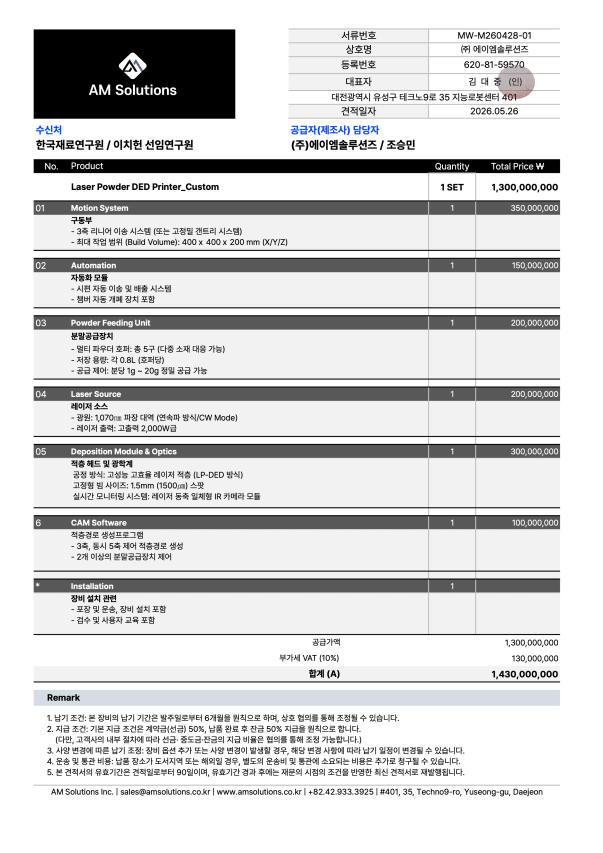 AM Solutions
서류번호 MW-M260428-01
상호명 ㈜ 에이엠솔루션즈
등록번호 620-81-59570
대표자 김 대 중 (인)
대전광역시 유성구 테크노9로 35 지능로봇센터 401
견적일자 2026.05.26
수신처
한국재료연구원 / 이치헌 선임연구원
공급자(제조사) 담당자
(주)에이엠솔루션즈 / 조승민
No. Product Quantity Total Price ₩
Laser Powder DED Printer_Custom 1 SET 1,300,000,000
01 Motion System 1 350,000,000
구동부
- 3축 리니어 이송 시스템 (또는 고정밀 갠트리 시스템)
- 최대 작업 범위 (Build Volume): 400 x 400 x 200 mm (X/Y/Z)
02 Automation 1 150,000,000
자동화 모듈
- 시편 자동 이송 및 배출 시스템
- 챔버 자동 개폐 장치 포함
03 Powder Feeding Unit 1 200,000,000
분말공급장치
- 멀티 파우더 호퍼: 총 5구 (다중 소재 대응 가능)
- 저장 용량: 각 0.8L (호퍼당)
- 공급 제어: 분당 1g ~ 20g 정밀 공급 가능
04 Laser Source 1 200,000,000
레이저 소스
- 광원: 1,070㎚ 파장 대역 (연속파 방식/CW Mode)
- 레이저 출력: 고출력 2,000W급
05 Deposition Module & Optics 1 300,000,000
적층 헤드 및 광학계
공정 방식: 고성능 고효율 레이저 적층 (LP-DED 방식)
고정형 빔 사이즈: 1.5mm (1500㎛) 스팟
실시간 모니터링 시스템: 레이저 동축 일체형 IR 카메라 모듈
6 CAM Software 1 100,000,000
적층경로 생성프로그램
- 3축, 동시 5축 제어 적층경로 생성
- 2개 이상의 분말공급장치 제어
* Installation 1
장비 설치 관련
- 포장 및 운송, 장비 설치 포함
- 검수 및 사용자 교육 포함
공급가액 1,300,000,000
부가세 VAT (10%) 130,000,000
합계 (A) 1,430,000,000
Remark
1. 납기 조건: 본 장비의 납기 기간은 발주일로부터 6개월을 원칙으로 하며, 상호 협의를 통해 조정될 수 있습니다.
2. 지급 조건: 기본 지급 조건은 계약금(선금) 50%, 납품 완료 후 잔금 50% 지급을 원칙으로 합니다.
(다만, 고객사의 내부 절차에 따라 선금· 중도금·잔금의 지급 비율은 협의를 통해 조정 가능합니다.)
3. 사양 변경에 따른 납기 조정: 장비 옵션 추가 또는 사양 변경이 발생할 경우, 해당 변경 사항에 따라 납기 일정이 변경될 수 있습니다.
4. 운송 및 통관 비용: 납품 장소가 도서지역 또는 해외일 경우, 별도의 운송비 및 통관에 소요되는 비용은 추가로 청구될 수 있습니다.
5. 본 견적서의 유효기간은 견적일로부터 90일이며, 유효기간 경과 후에는 재문의 시점의 조건을 반영한 최신 견적서로 재발행됩니다.
AM Solutions Inc. | sales@amsolutions.co.kr | www.amsolutions.co.kr | +82.42.933.3925 | #401, 35, Techno9-ro, Yuseong-gu, Daejeon